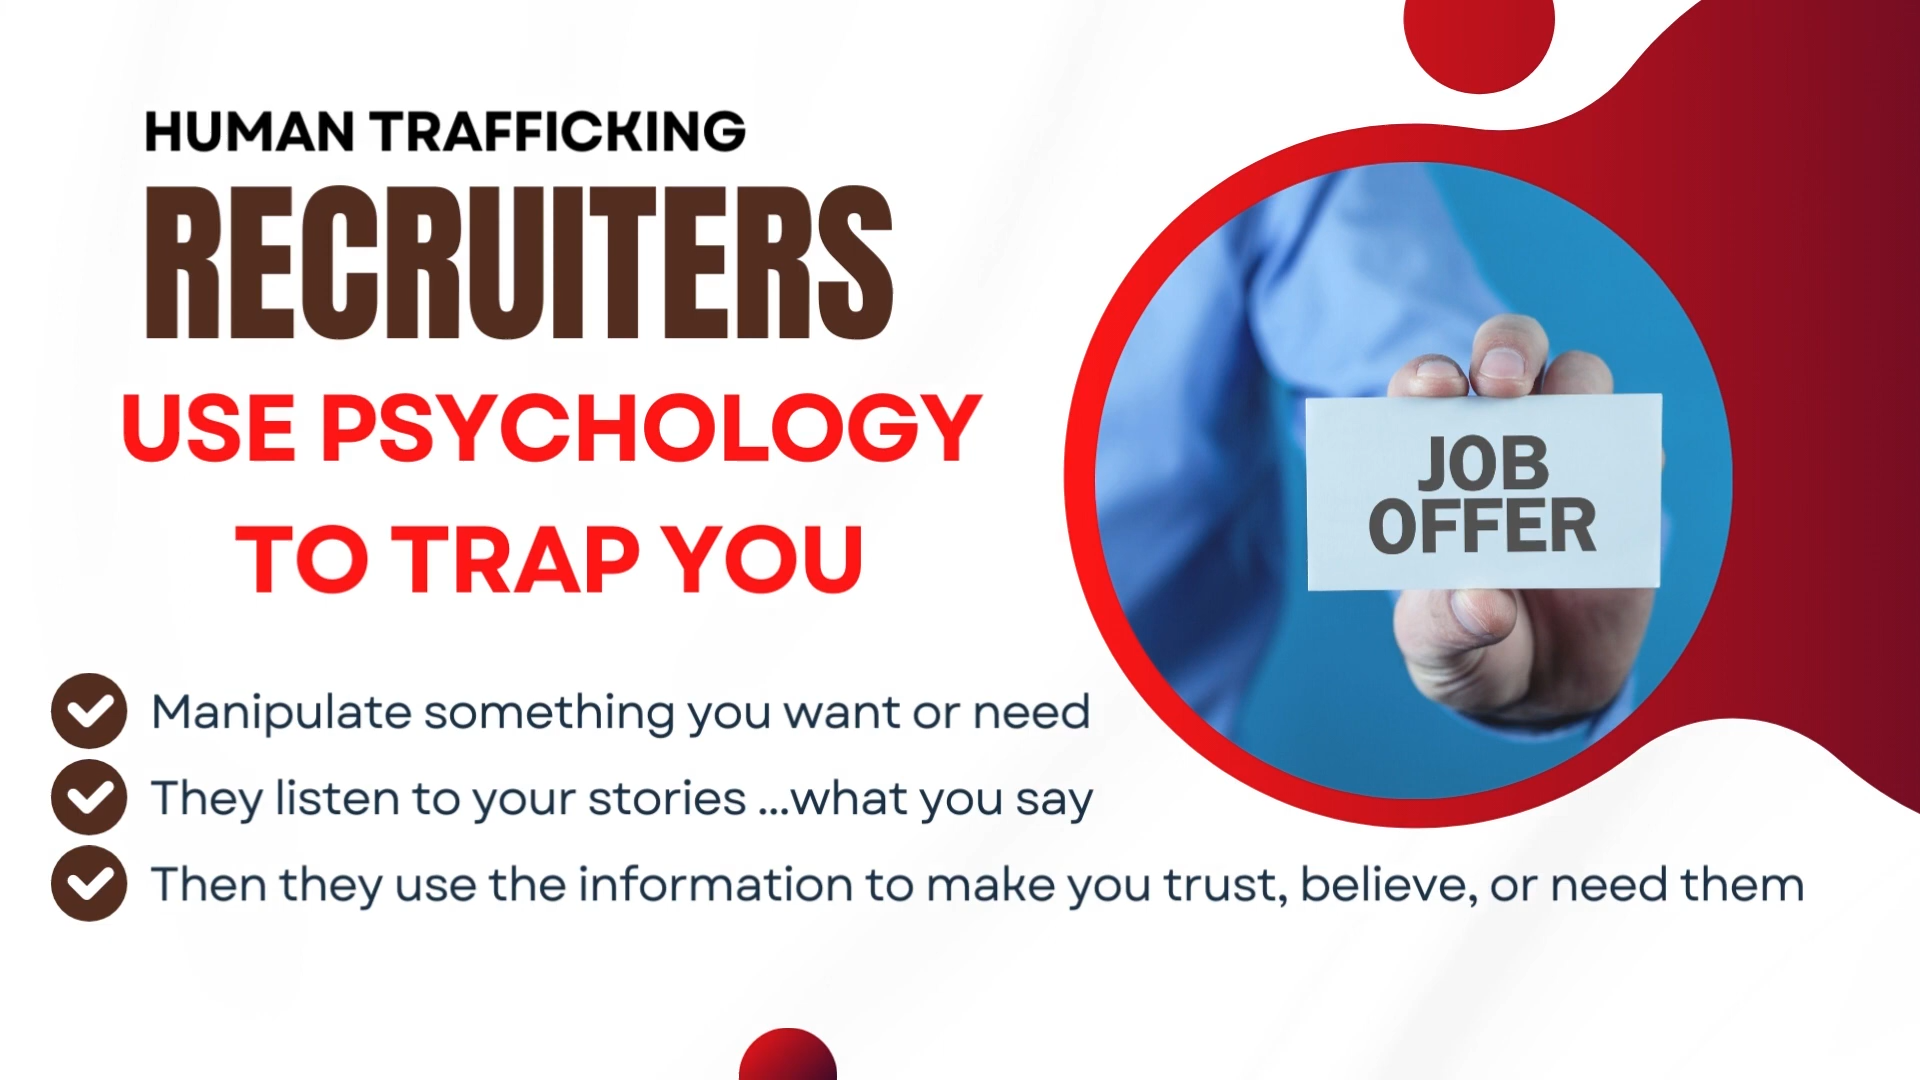 HUMAN TRAFFICKING
RECRUITERS
USE PSYCHOLOGY
TO TRAP YOU
JOB
OFFER
Manipulate something you want or need
They listen to your stories ...what you say
Then they use the information to make you trust, believe, or need them